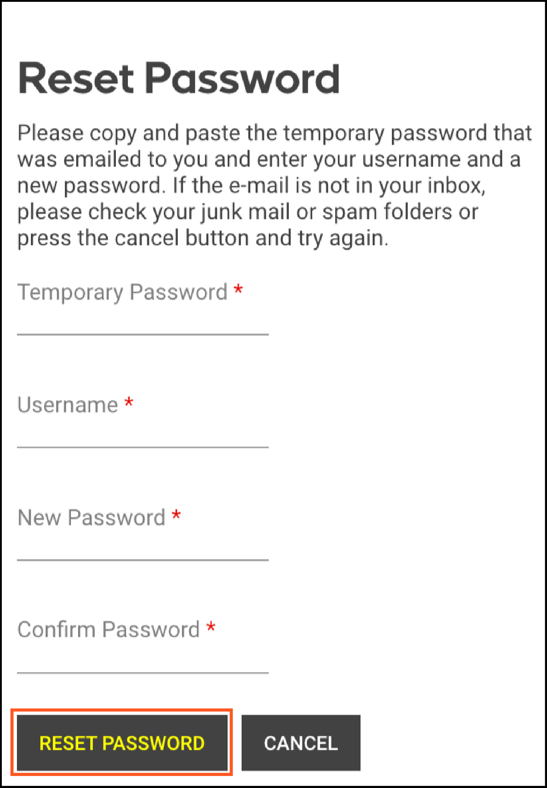 Reset Password
Please copy and paste the temporary password that
was emailed to you and enter your username and a
new password. If the e-mail is not in your inbox,
please check your junk mail or spam folders or
press the cancel button and try again.
Temporary Password *
Username *
New Password *
Confirm Password *
RESET PASSWORD CANCEL